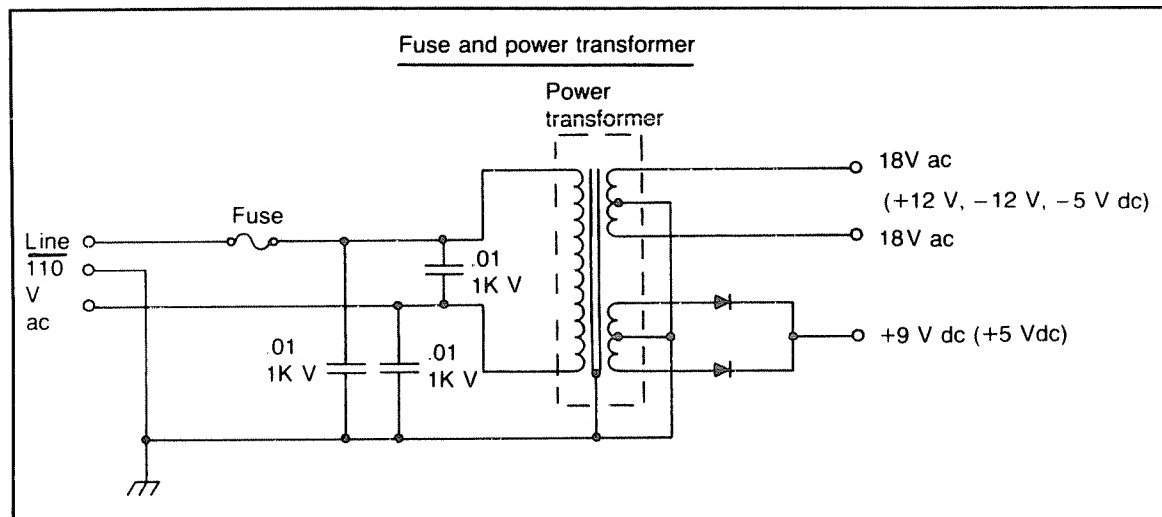 Fuse and power transformer
Power
transformer
18V ac
(+12 V, −12 V, −5 V dc)
18V ac
Fuse
Line
110
V
ac
.01
1K V
.01
1K V
.01
1K V
+9 V dc (+5 Vdc)